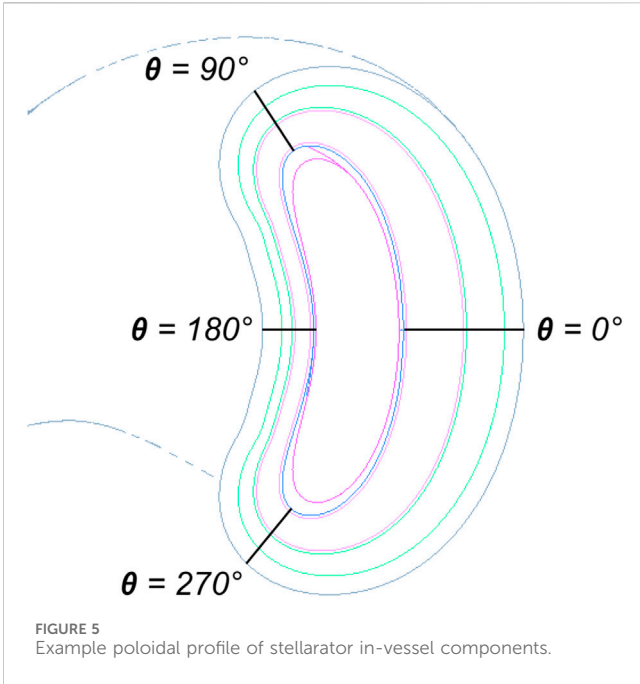 θ = 90°
θ = 180°
θ = 0°
θ = 270°
FIGURE 5
Example poloidal profile of stellarator in-vessel components.